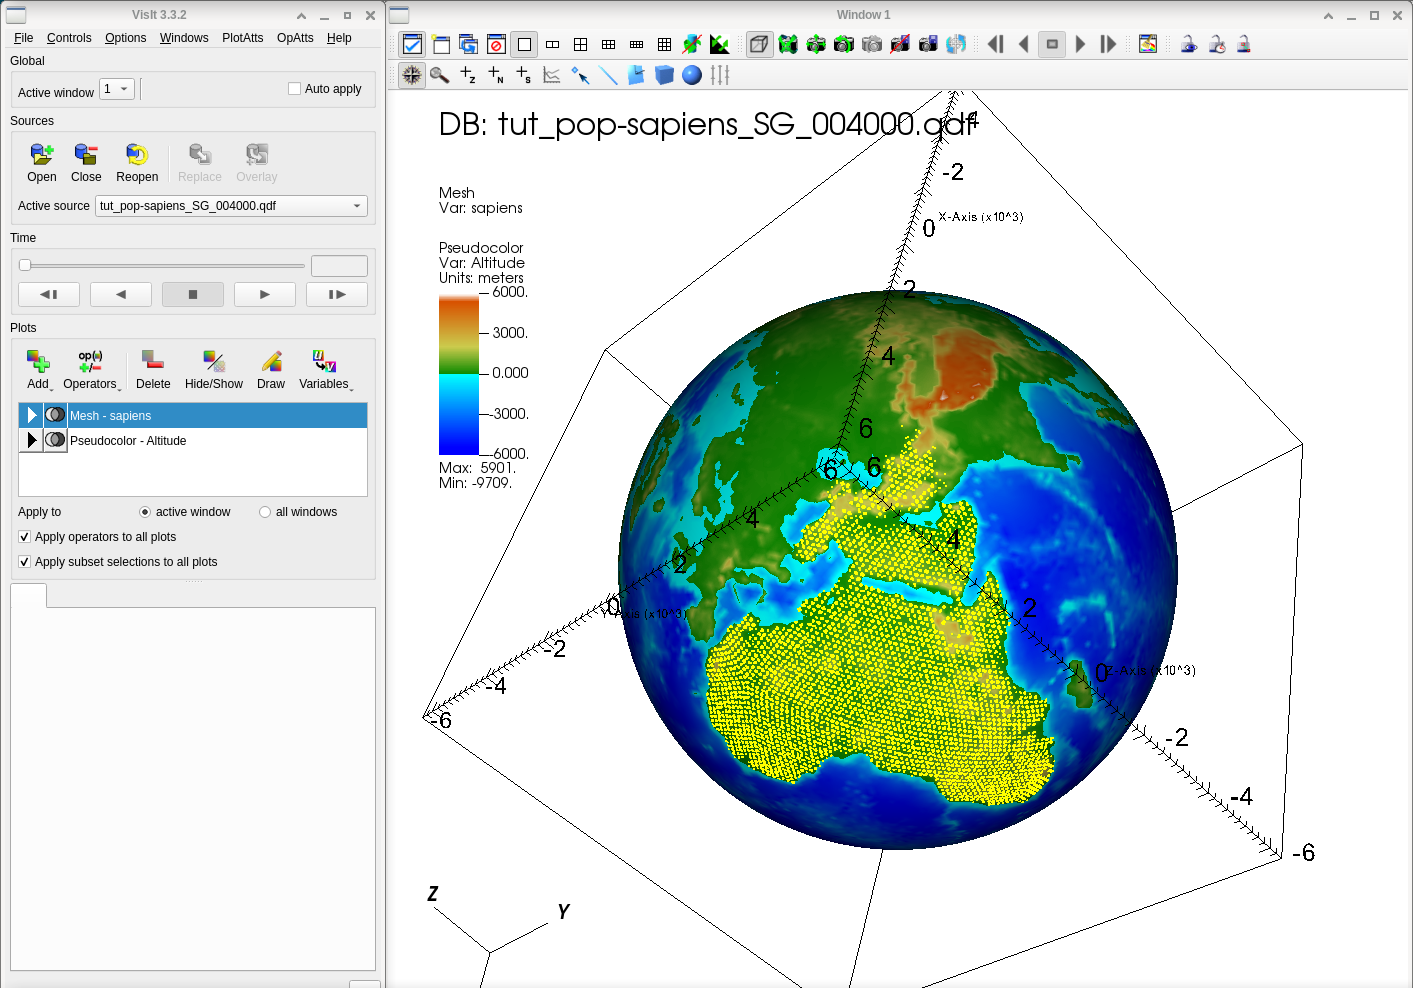 VisIt 3.3.2
File Controls Options Windows PlotAtts OpAtts Help
Global
Active window 1 Auto apply
Sources
Open Close Reopen Replace Overlay
Active source tut_pop-sapiens_SG_004000.qdf
Time
Plots
op(•)
Add Operators Delete Hide/Show Draw Variables
Mesh - sapiens
Pseudocolor - Altitude
Apply to active window all windows
Apply operators to all plots
Apply subset selections to all plots
Window 1
DB: tut_pop-sapiens_SG_004000.qdf
Mesh
Var: sapiens
Pseudocolor
Var: Altitude
Units: meters
6000.
3000.
0.000
-3000.
-6000.
Max: 5901.
Min: -9709.
-4
-2
0 X-Axis (x10^3)
2
4
6
6 6
4 4
2 2
0 Y-Axis (x10^3)
0 Z-Axis (x10^3)
-2 -2
-4 -4
-6 -6
Z
Y